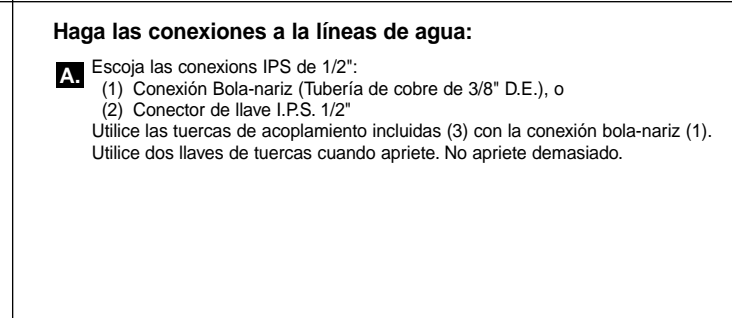 Haga las conexiones a la líneas de agua:
A. Escoja las conexions IPS de 1/2":
(1) Conexión Bola-nariz (Tubería de cobre de 3/8" D.E.), o
(2) Conector de llave I.P.S. 1/2"
Utilice las tuercas de acoplamiento incluidas (3) con la conexión bola-nariz (1).
Utilice dos llaves de tuercas cuando apriete. No apriete demasiado.